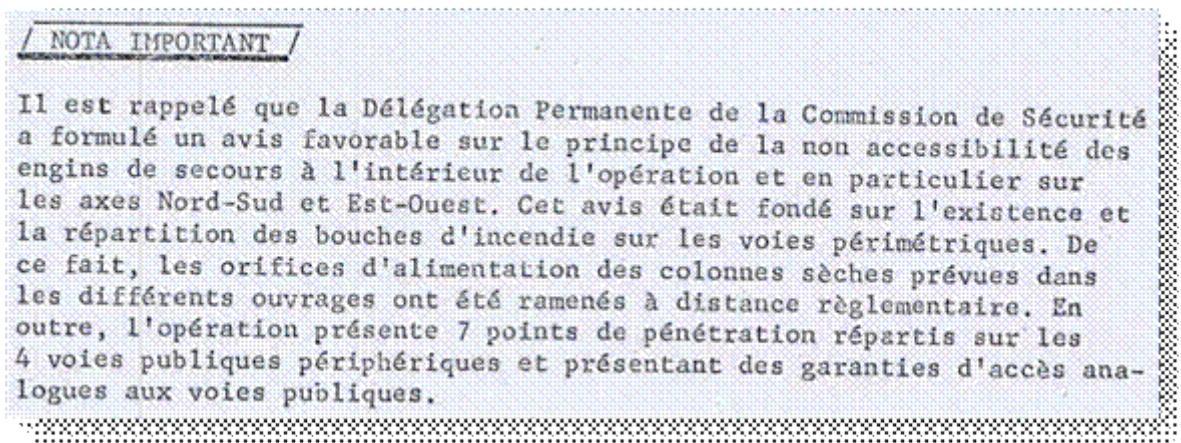 / NOTA IMPORTANT /
Il est rappelé que la Délégation Permanente de la Commission de Sécurité
a formulé un avis favorable sur le principe de la non accessibilité des
engins de secours à l'intérieur de l'opération et en particulier sur
les axes Nord-Sud et Est-Ouest. Cet avis était fondé sur l'existence et
la répartition des bouches d'incendie sur les voies périmétriques. De
ce fait, les orifices d'alimentation des colonnes sèches prévues dans
les différents ouvrages ont été ramenés à distance règlementaire. En
outre, l'opération présente 7 points de pénétration répartis sur les
4 voies publiques périphériques et présentant des garanties d'accès ana-
logues aux voies publiques.